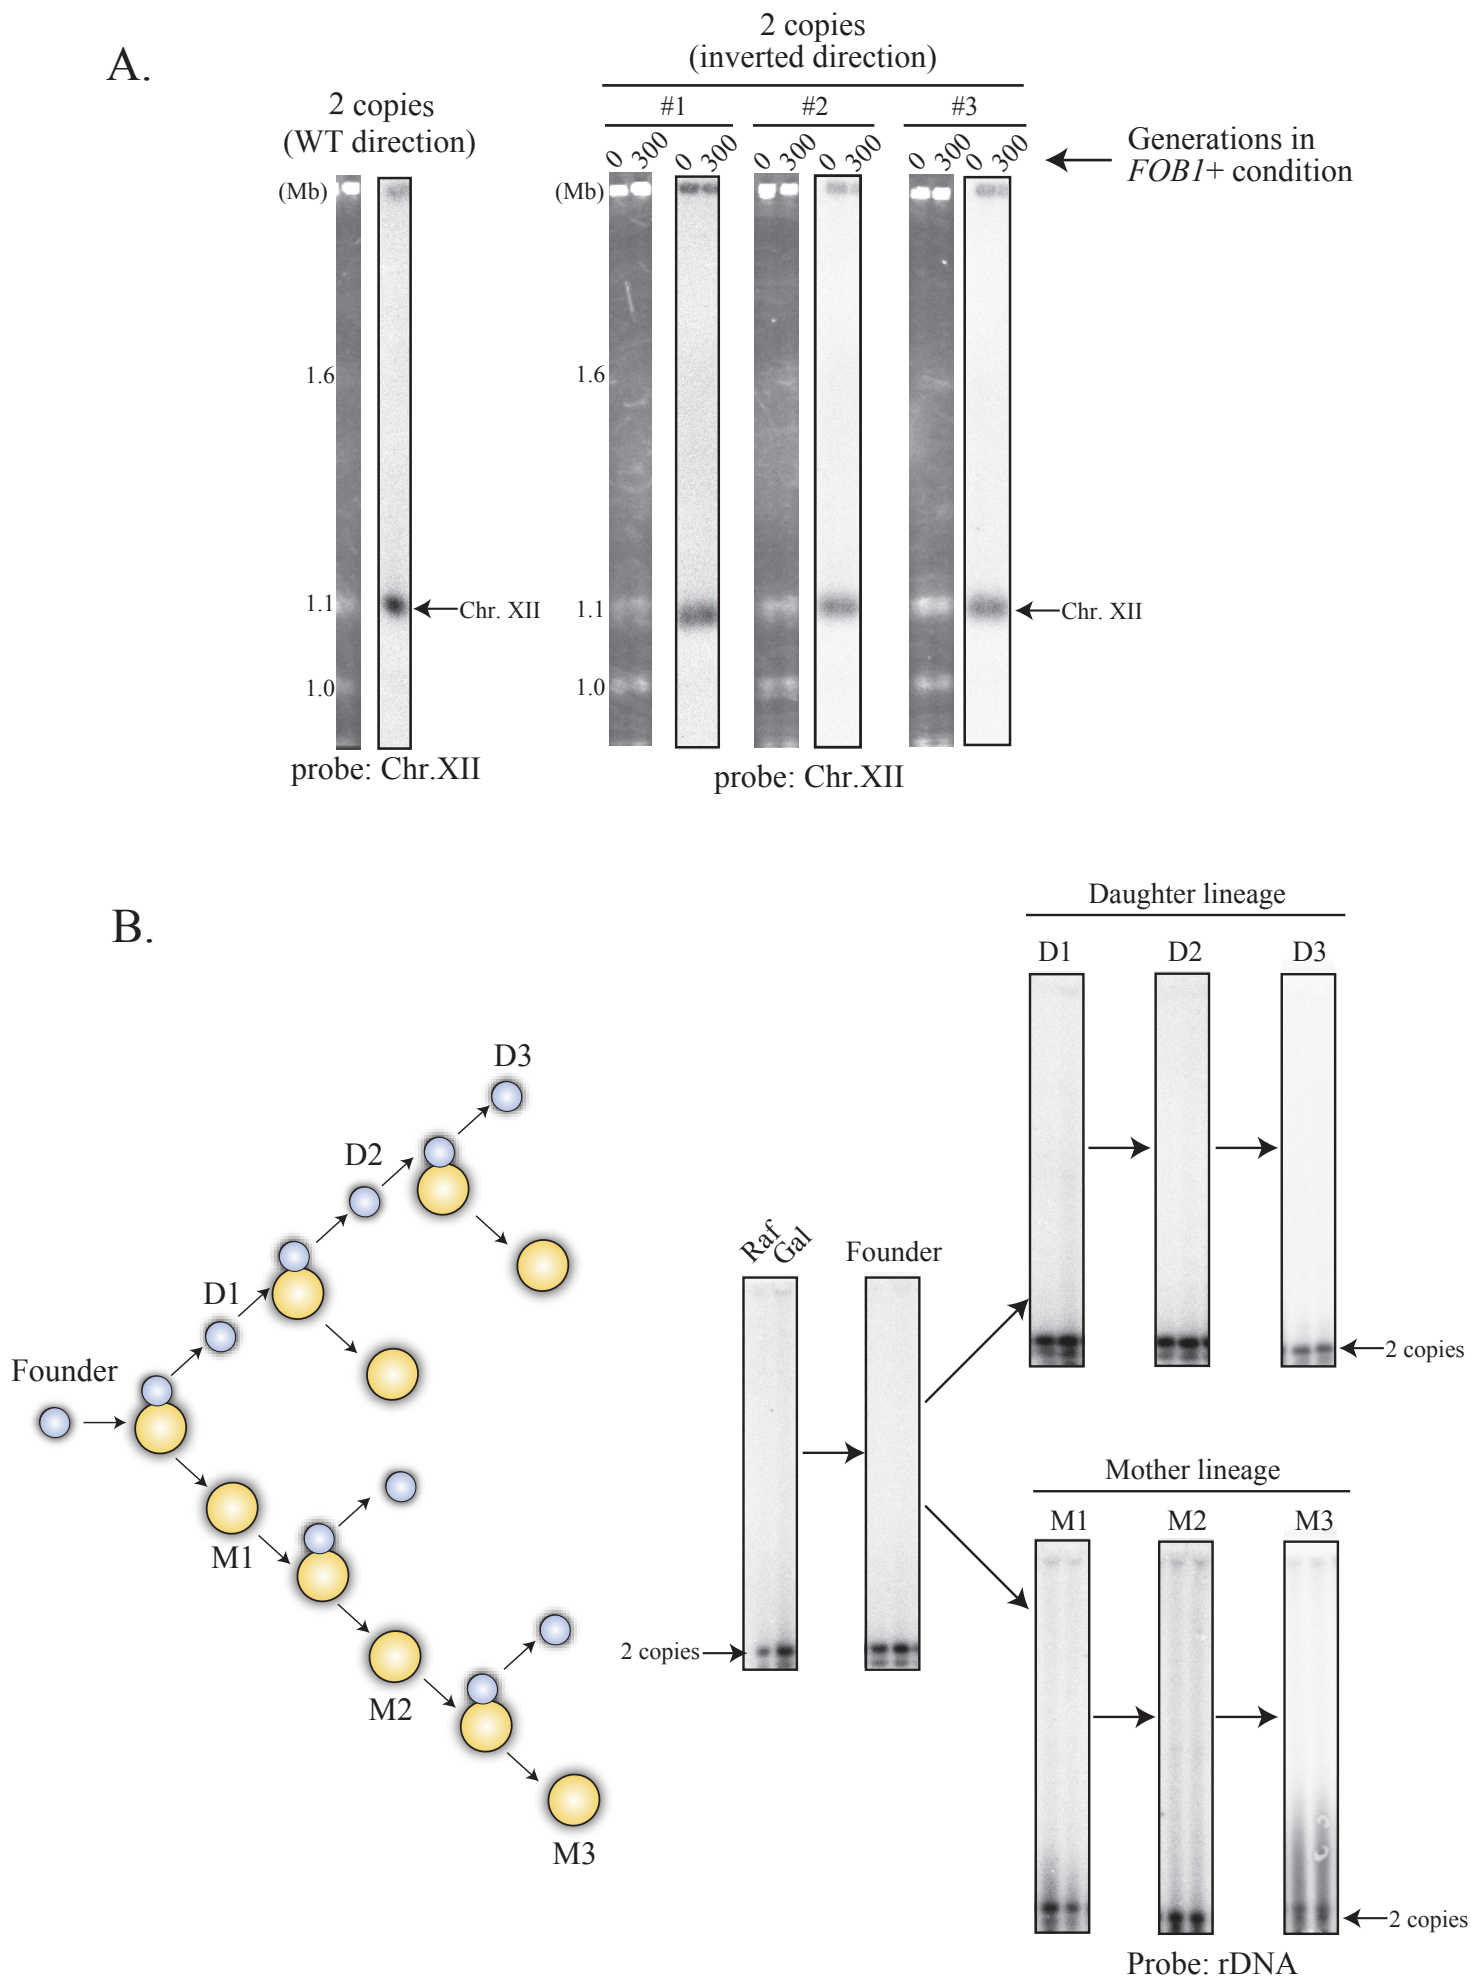 A.
2 copies
(WT direction)
2 copies
(inverted direction)
#1 #2 #3
0 300 0 300 0 300 0 300 0 300 0 300
Generations in
FOB1+ condition
(Mb) (Mb)
1.6 1.6
1.1 Chr. XII 1.1 Chr. XII
1.0 1.0
probe: Chr.XII
probe: Chr.XII
B.
Daughter lineage
D1 D2 D3
D3
D2
D1
Founder
Raf Gal Founder
2 copies
Mother lineage
M1 M2 M3
M1
M2
M3
2 copies
2 copies
Probe: rDNA